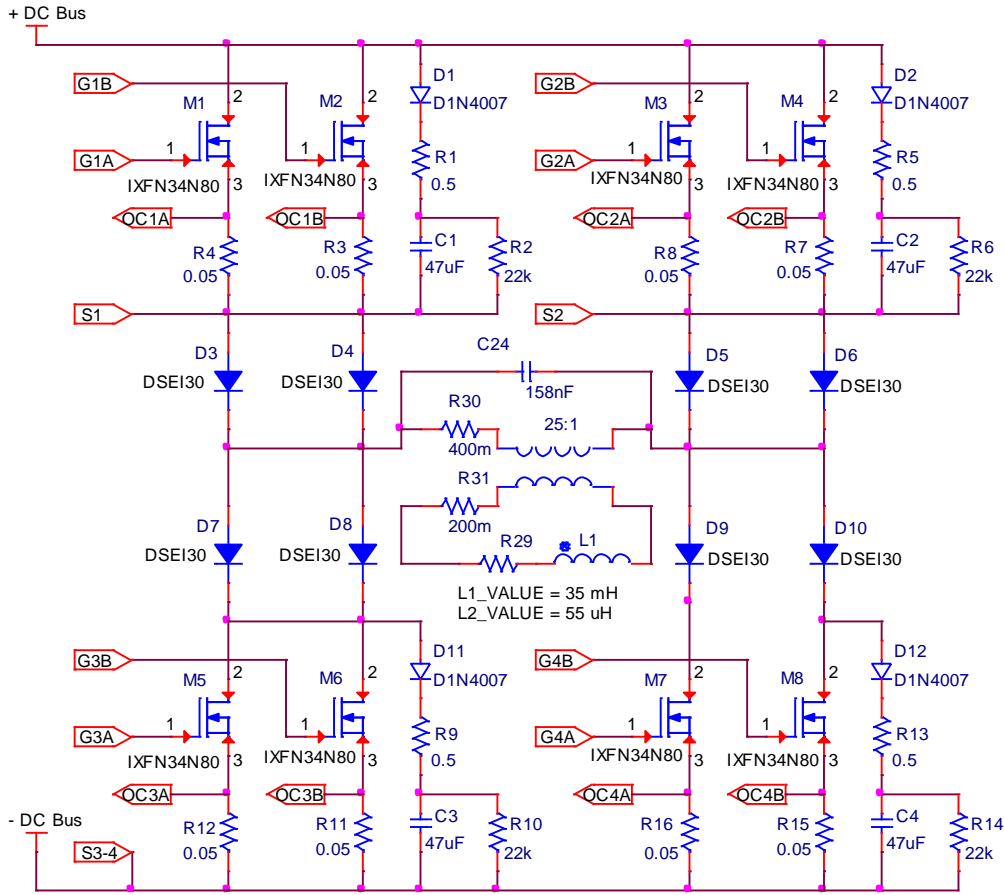 + DC Bus
G1B
M1
2
M2
2
D1
D1N4007
G2B
M3
2
M4
2
D2
D1N4007
G1A
1
1
R1
0.5
G2A
1
1
R5
0.5
IXFN34N80
3
IXFN34N80
3
IXFN34N80
3
IXFN34N80
3
OC1A
OC1B
OC2A
OC2B
R4
0.05
R3
0.05
C1
47uF
R2
22k
R8
0.05
R7
0.05
C2
47uF
R6
22k
S1
S2
D3
DSEI30
D4
DSEI30
C24
158nF
D5
DSEI30
D6
DSEI30
R30
400m
25:1
R31
200m
D7
DSEI30
D8
DSEI30
R29
L1
D9
DSEI30
D10
DSEI30
L1_VALUE = 35 mH
L2_VALUE = 55 uH
G3B
M5
2
M6
2
D11
D1N4007
G4B
M7
2
M8
2
D12
D1N4007
G3A
1
1
R9
0.5
G4A
1
1
R13
0.5
IXFN34N80
3
IXFN34N80
3
IXFN34N80
3
IXFN34N80
3
OC3A
OC3B
OC4A
OC4B
- DC Bus
R12
0.05
R11
0.05
C3
47uF
R10
22k
R16
0.05
R15
0.05
C4
47uF
R14
22k
S3-4